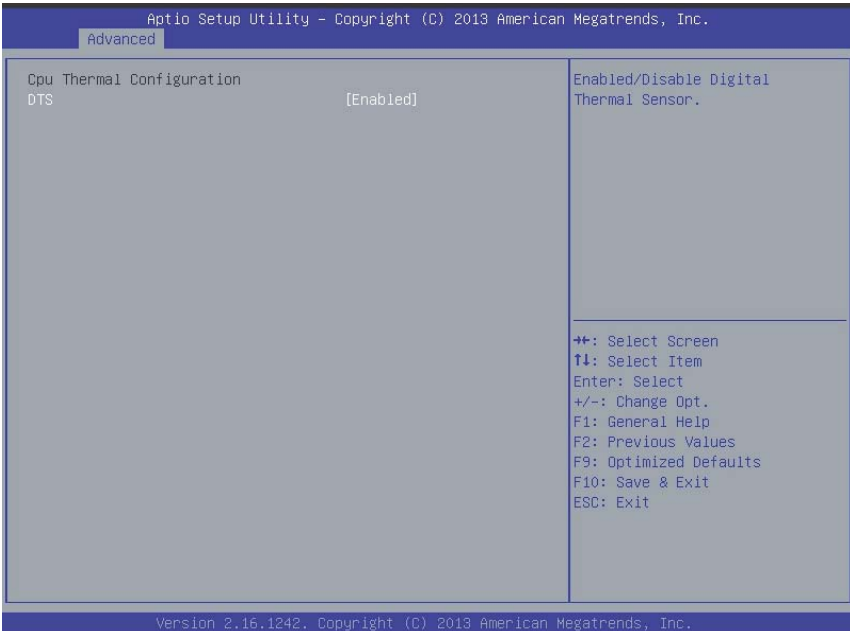 Aptio Setup Utility – Copyright (C) 2013 American Megatrends, Inc.
Advanced
Cpu Thermal Configuration
DTS [Enabled]
Enabled/Disable Digital
Thermal Sensor.
→←: Select Screen
↑↓: Select Item
Enter: Select
+/-: Change Opt.
F1: General Help
F2: Previous Values
F9: Optimized Defaults
F10: Save & Exit
ESC: Exit
Version 2.16.1242. Copyright (C) 2013 American Megatrends, Inc.